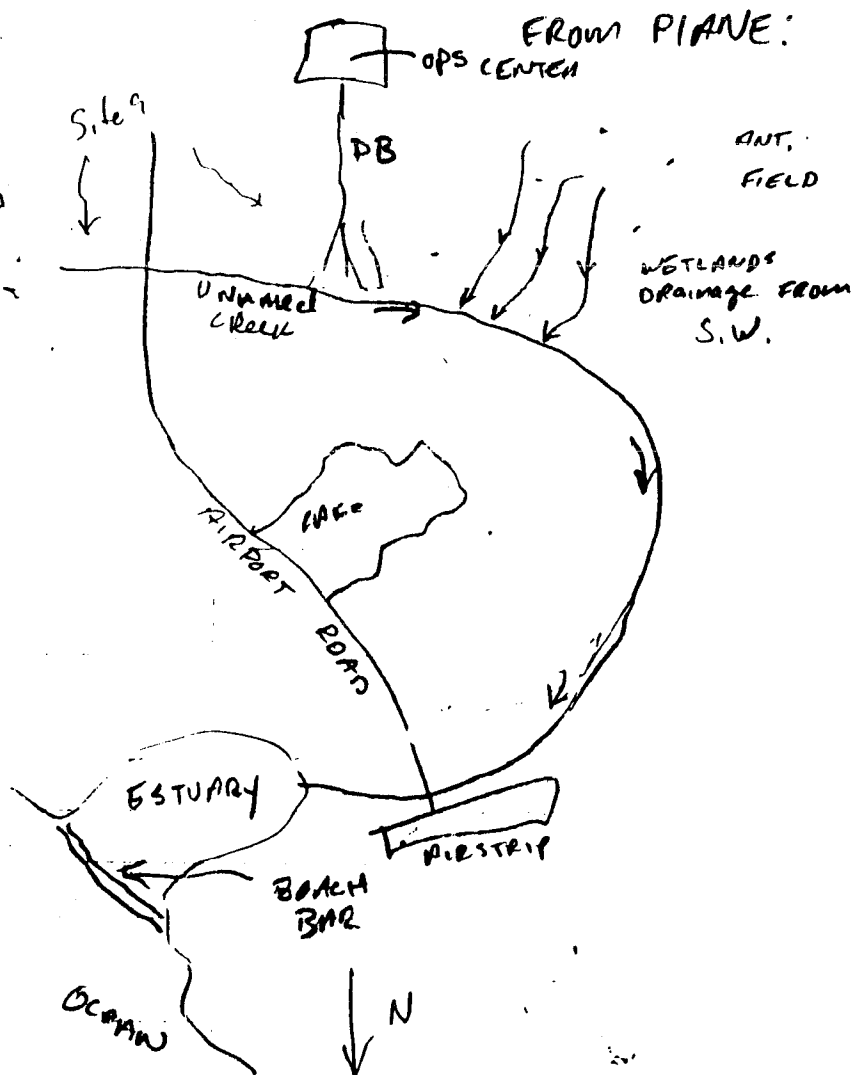 FROM PLANE:
OPS CENTER
Site 9
DB
ANT.
FIELD
WETLANDS
DRAINAGE FROM
S.W.
UNNAMED
CREEK
LAKE
AIRPORT
ROAD
ESTUARY
AIRSTRIP
BEACH
BAR
OCEAN
N